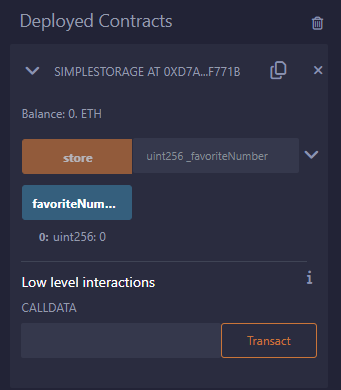 Deployed Contracts
SIMPLESTORAGE AT 0XD7A...F771B
Balance: 0. ETH
store
uint256 _favoriteNumber
favoriteNum...
0: uint256: 0
Low level interactions
i
CALLDATA
Transact